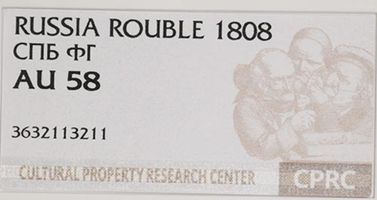 RUSSIA ROUBLE 1808
СПБ ФГ
AU 58
3632113211
CULTURAL PROPERTY RESEARCH CENTER CPRC